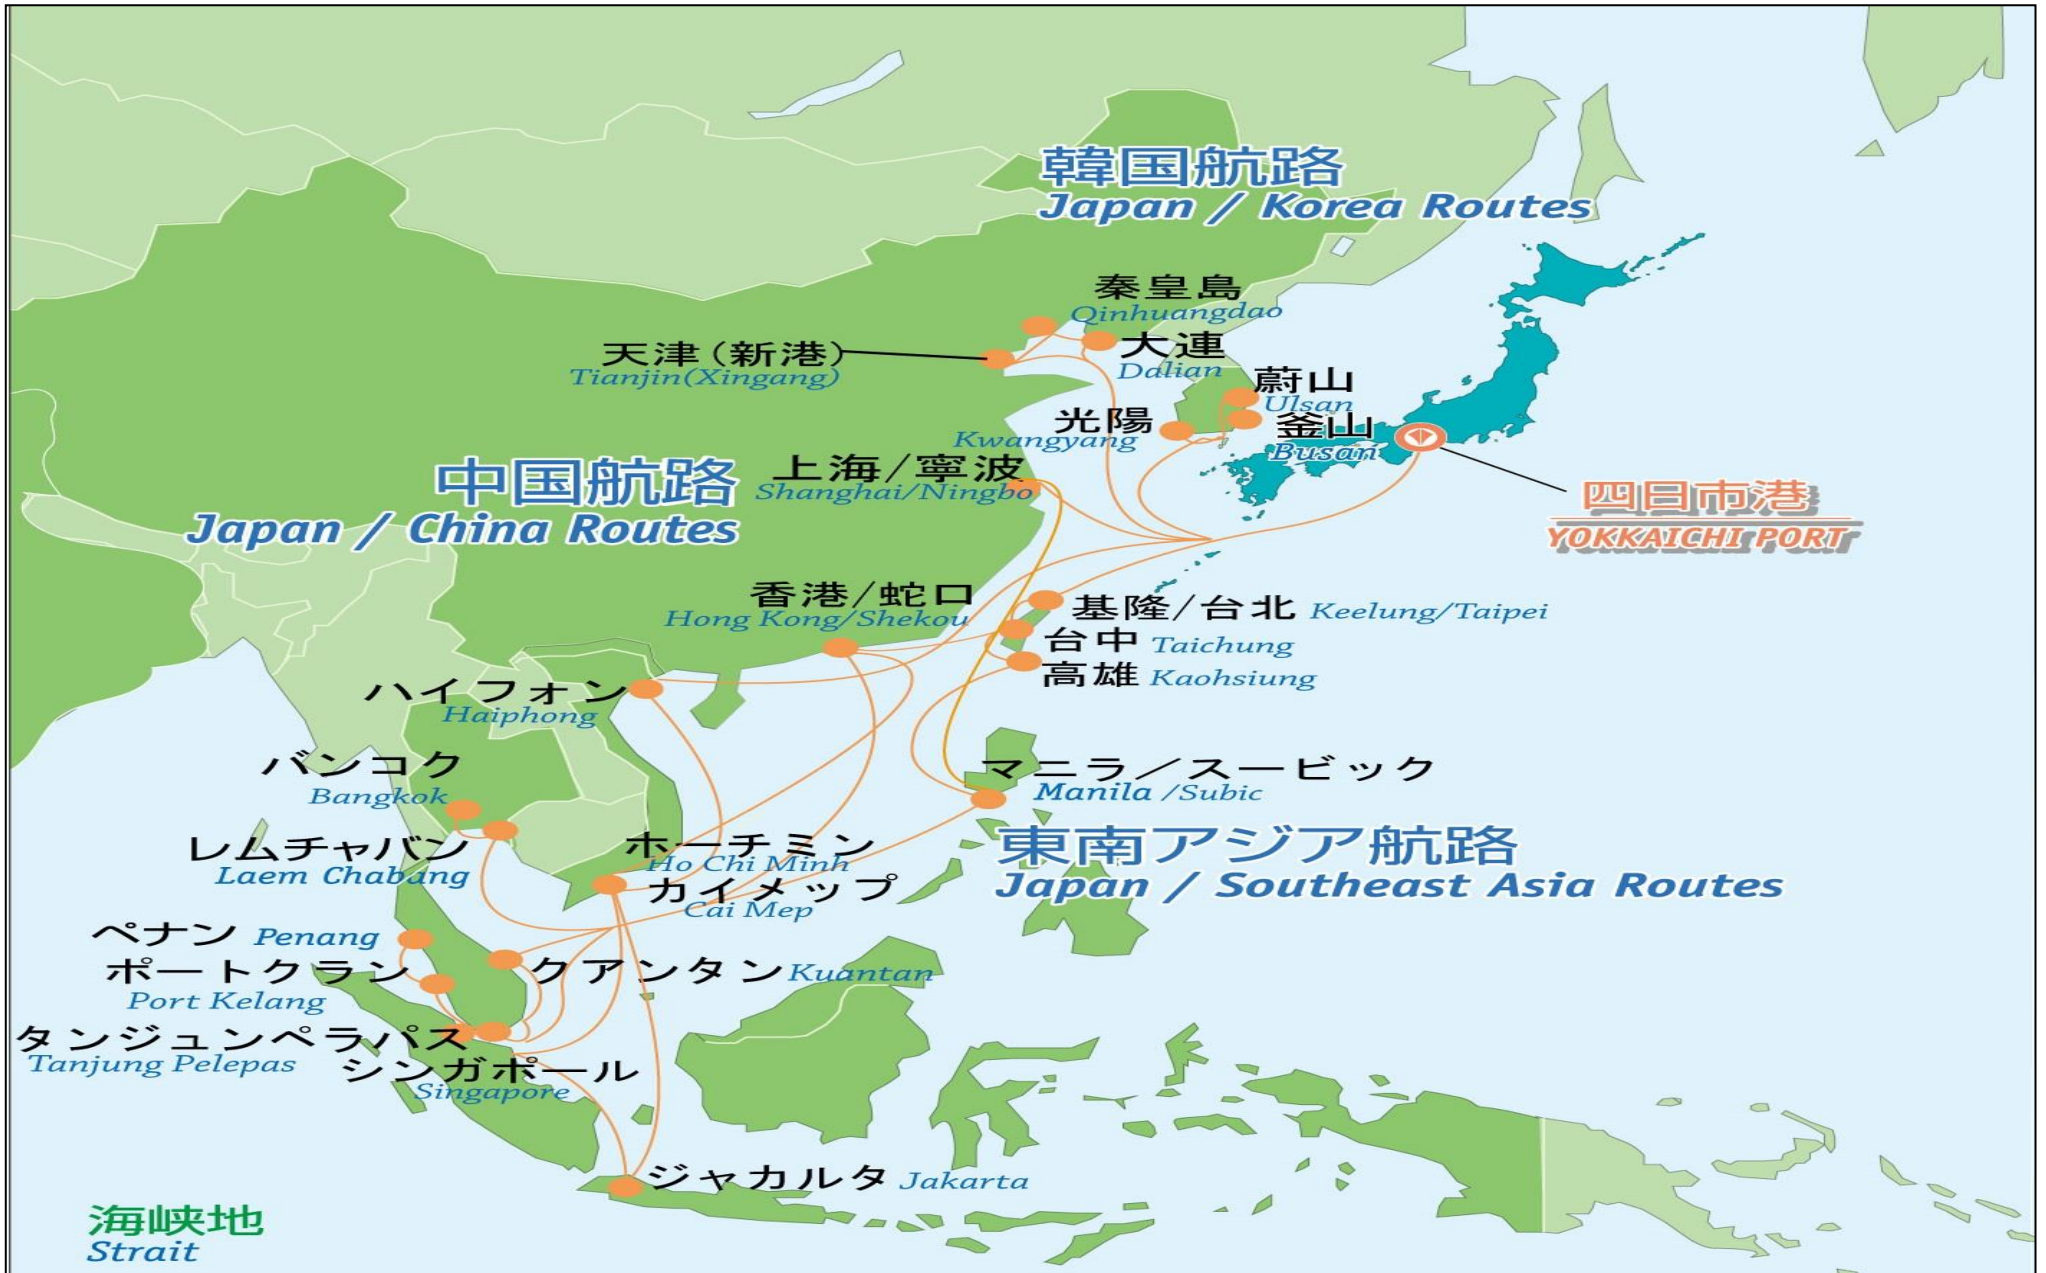 韓国航路
Japan / Korea Routes
秦皇島
Qinhuangdao
天津(新港)
Tianjin(Xingang)
大連
Dalian
蔚山
Ulsan
光陽
Kwangyang
釜山
Busan
中国航路
Japan / China Routes
上海/寧波
Shanghai/Ningbo
四日市港
YOKKAICHI PORT
香港/蛇口
Hong Kong/Shekou
基隆/台北 Keelung/Taipei
台中 Taichung
高雄 Kaohsiung
ハイフォン
Haiphong
バンコク
Bangkok
マニラ／スービック
Manila /Subic
レムチャバン
Laem Chabang
ホーチミン
Ho Chi Minh
カイメップ
Cai Mep
東南アジア航路
Japan / Southeast Asia Routes
ペナン Penang
ポートクラン
Port Kelang
クアンタン Kuantan
タンジュンペラパス
Tanjung Pelepas
シンガポール
Singapore
ジャカルタ Jakarta
海峡地
Strait